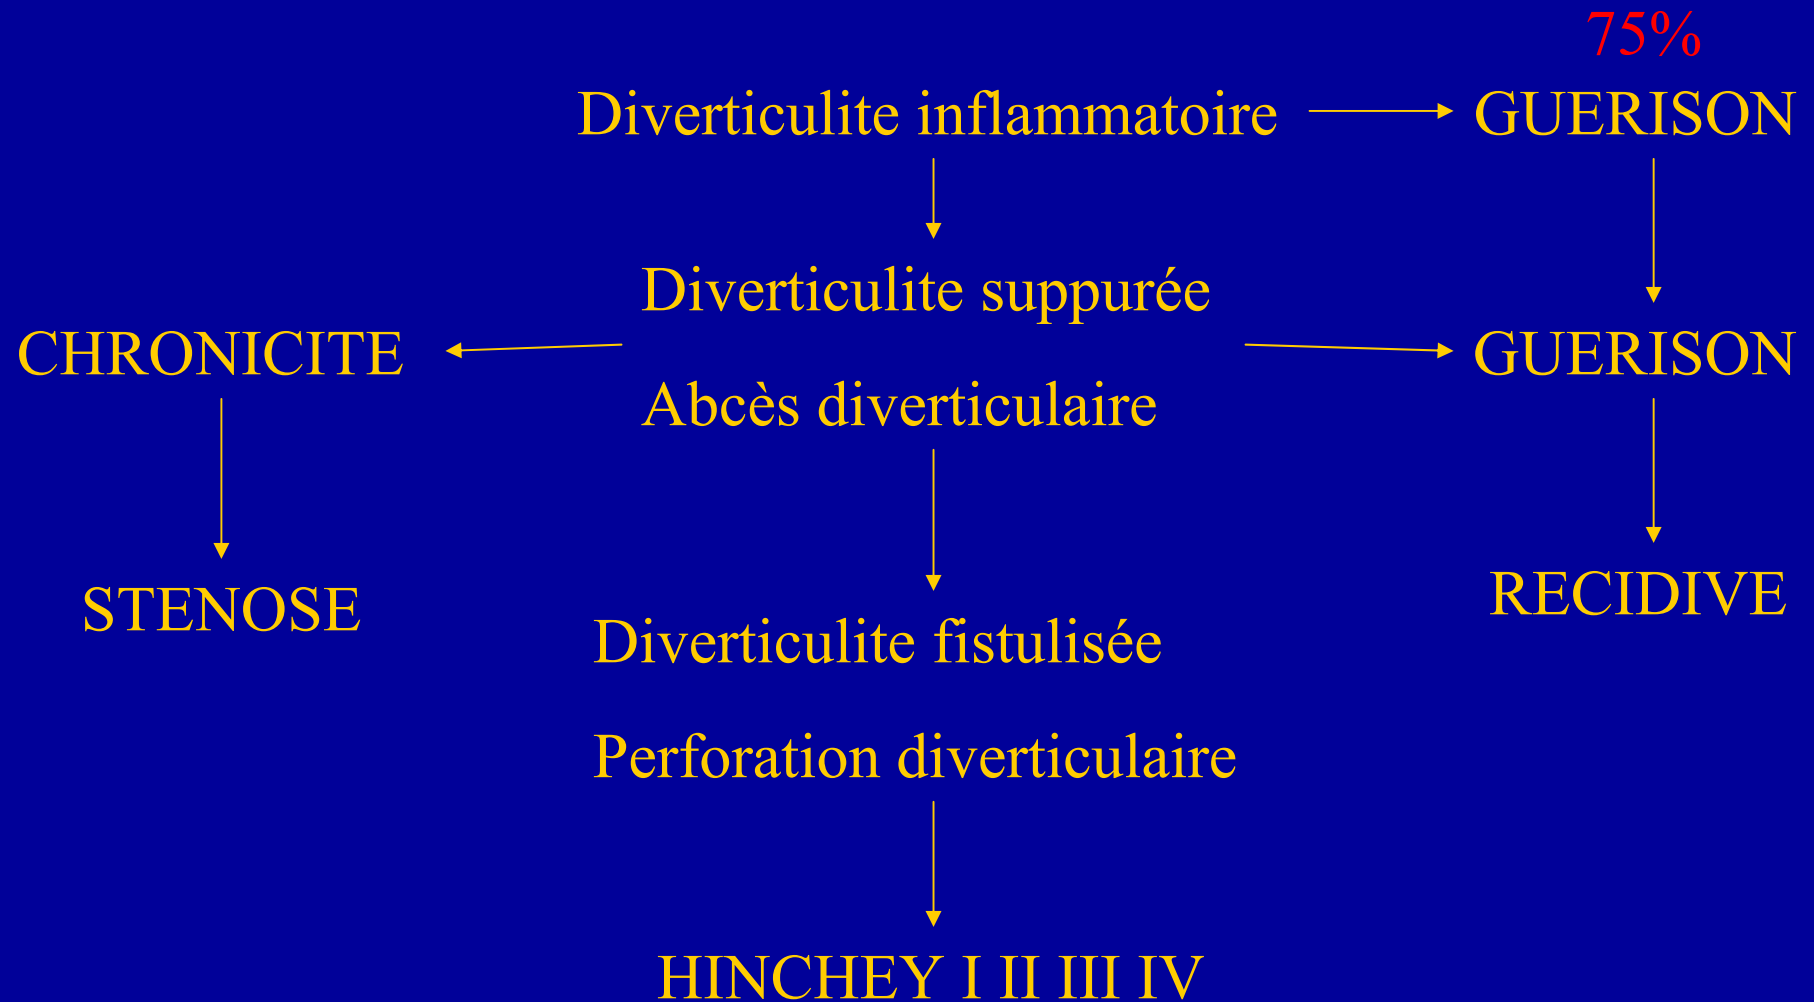 75%
Diverticulite inflammatoire
GUERISON
Diverticulite suppurée
CHRONICITE
GUERISON
Abcès diverticulaire
STENOSE
RECIDIVE
Diverticulite fistulisée
Perforation diverticulaire
HINCHEY I II III IV